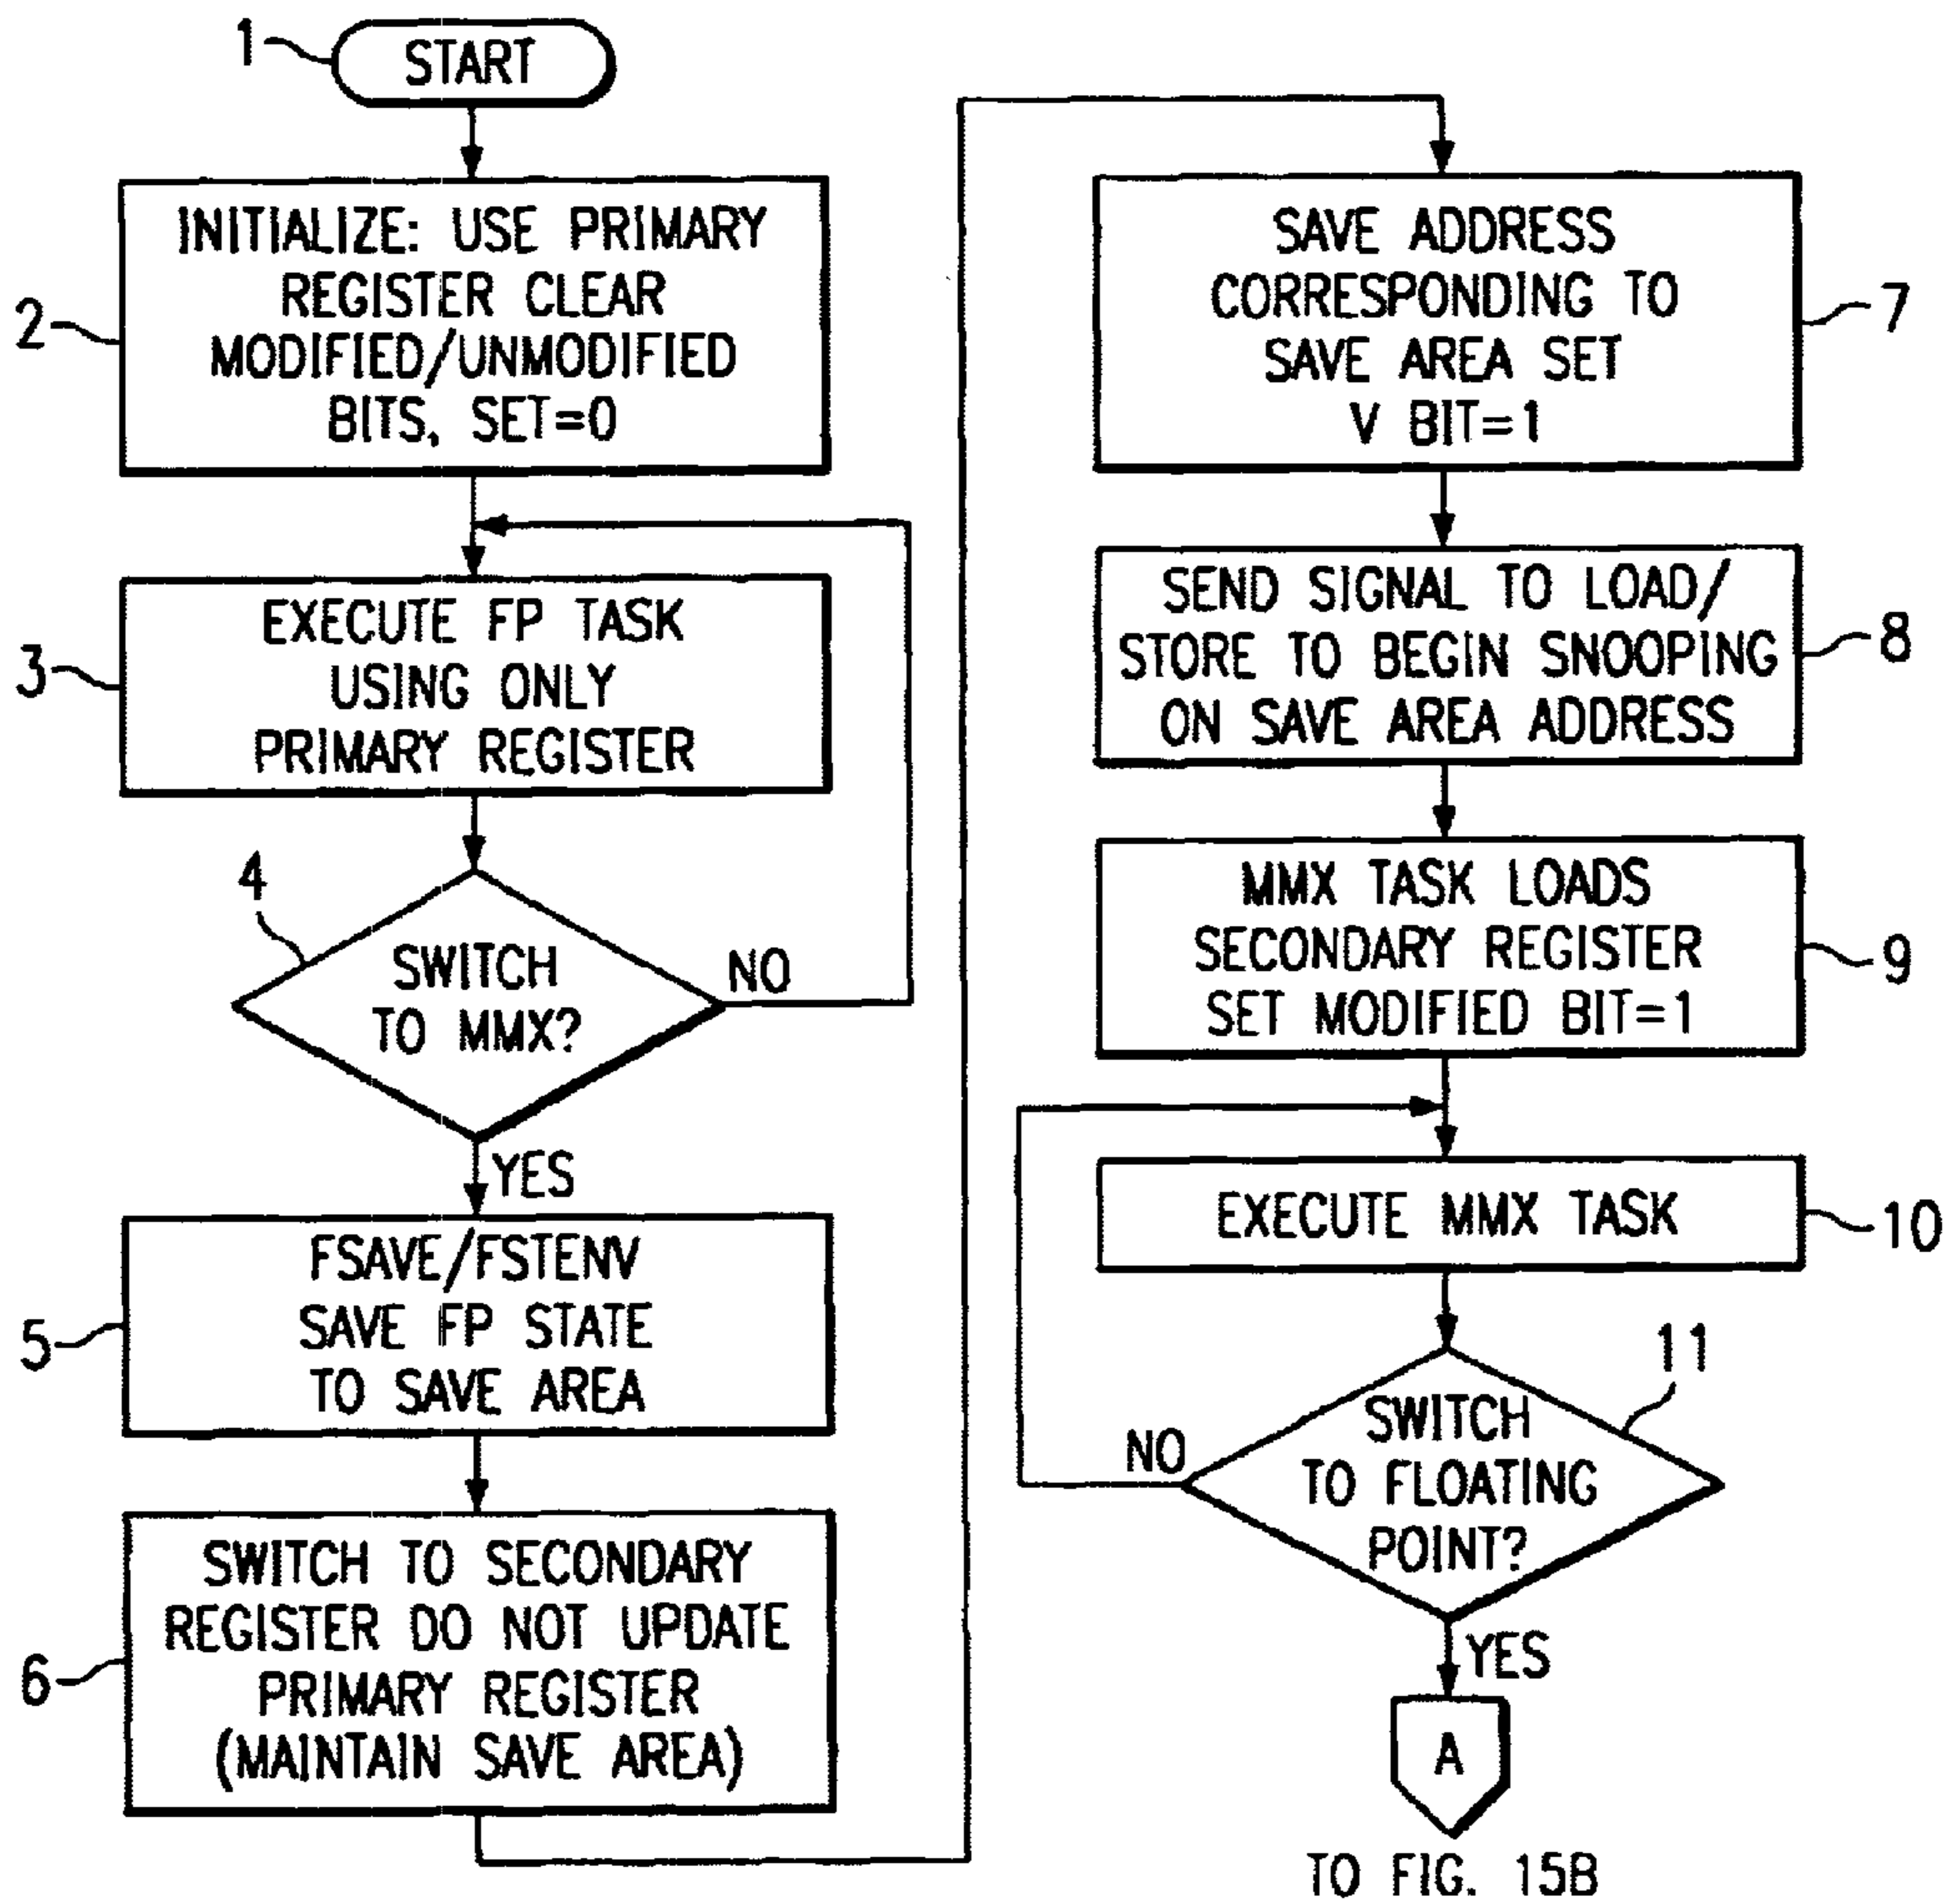 1
START
2
INITIALIZE: USE PRIMARY
REGISTER CLEAR
MODIFIED/UNMODIFIED
BITS, SET=0
3
EXECUTE FP TASK
USING ONLY
PRIMARY REGISTER
4
SWITCH
TO MMX?
NO
YES
5
FSAVE/FSTENV
SAVE FP STATE
TO SAVE AREA
6
SWITCH TO SECONDARY
REGISTER DO NOT UPDATE
PRIMARY REGISTER
(MAINTAIN SAVE AREA)
SAVE ADDRESS
CORRESPONDING TO
SAVE AREA SET
V BIT=1
7
SEND SIGNAL TO LOAD/
STORE TO BEGIN SNOOPING
ON SAVE AREA ADDRESS
8
MMX TASK LOADS
SECONDARY REGISTER
SET MODIFIED BIT=1
9
EXECUTE MMX TASK
10
11
SWITCH
TO FLOATING
POINT?
NO
YES
A
TO FIG. 15B